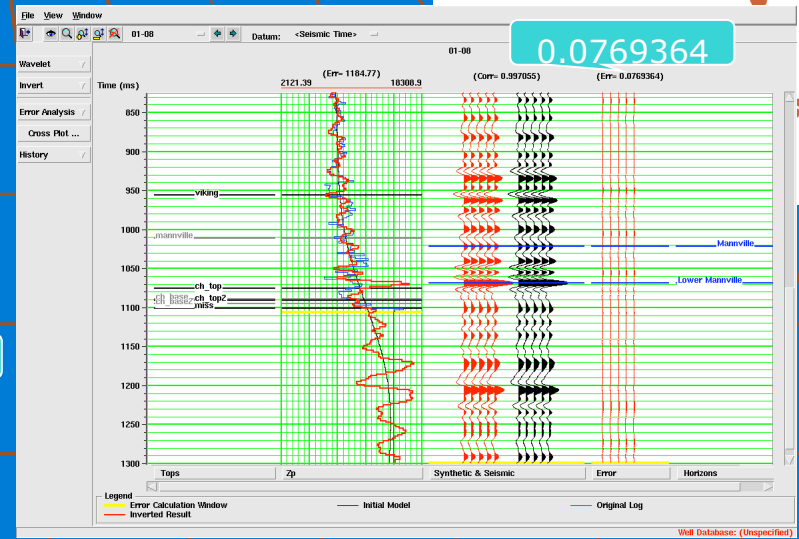 File View Window
01-08
Datum: <Seismic Time>
0.0769364
Wavelet
Invert
Error Analysis
Cross Plot ...
History
01-08
Time (ms)
(Err= 1184.77)
2121.39 18308.9
(Corr= 0.997055)
(Err= 0.0769364)
850
900
950
1000
1050
1100
1150
1200
1250
1300
viking
mannville
ch_top
ch_base
ch_top2
ch_base2
miss
Mannville
Lower Mannville
Tops Zp Synthetic & Seismic Error Horizons
Legend
Error Calculation Window Initial Model Original Log
Inverted Result
Well Database: (Unspecified)